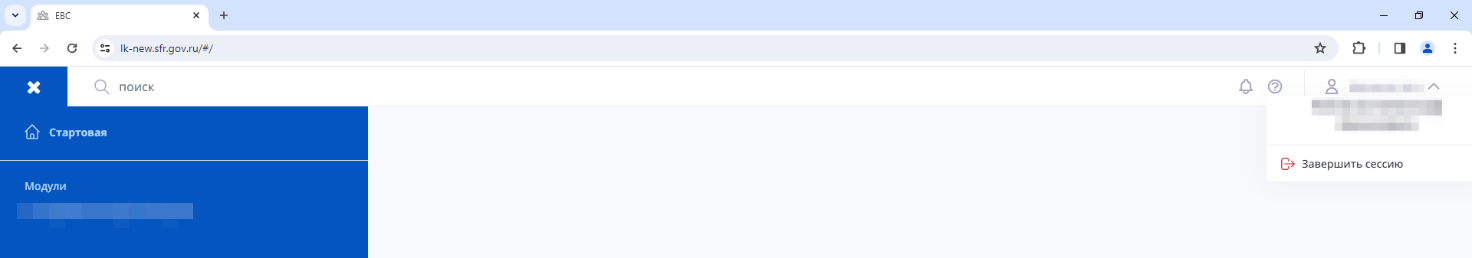 ЕВС
lk-new.sfr.gov.ru/#/
поиск
Стартовая
Завершить сессию
Модули